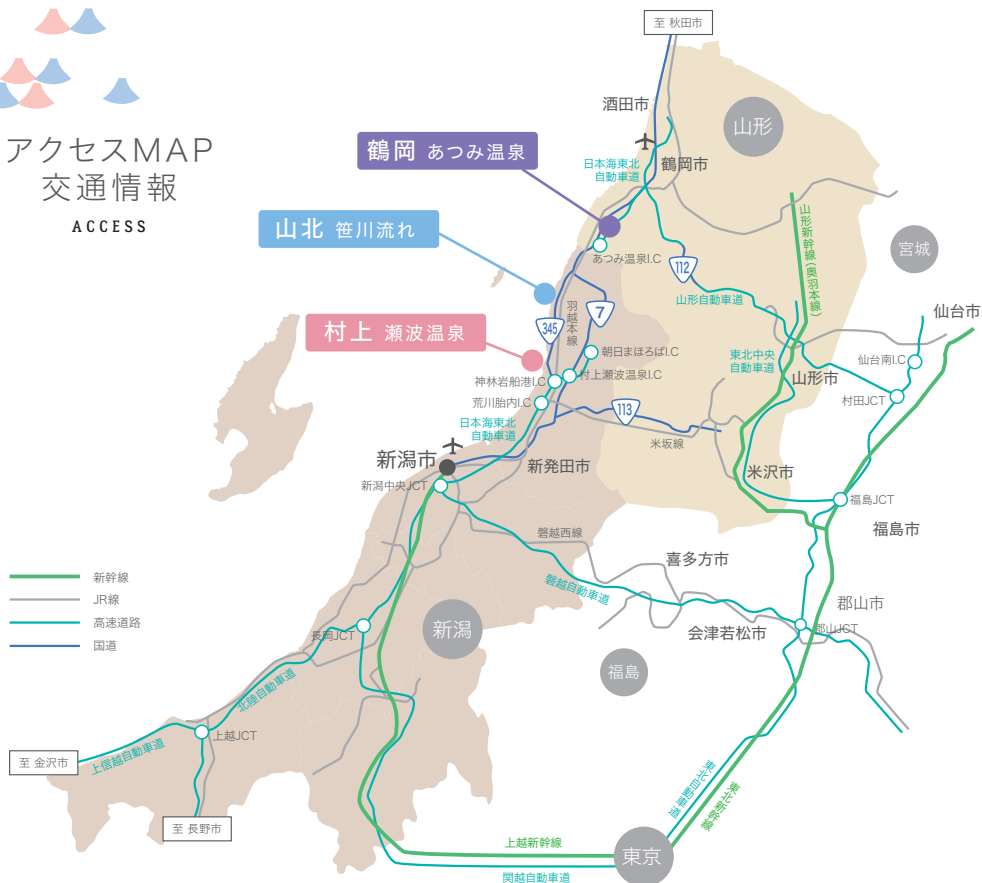 アクセスMAP
交通情報
ACCESS
至 秋田市
酒田市
山形
鶴岡 あつみ温泉
日本海東北
自動車道
鶴岡市
山北 笹川流れ
山形新幹線(奥羽本線)
宮城
あつみ温泉I.C
112
山形自動車道
羽越本線
7
345
仙台市
村上 瀬波温泉
朝日まほろばI.C
東北中央
自動車道
仙台南I.C
神林岩船港I.C
村上瀬波温泉I.C
山形市
荒川胎内I.C
村田JCT
113
日本海東北
自動車道
米坂線
新潟市
新発田市
米沢市
新潟中央JCT
福島JCT
福島市
磐越西線
喜多方市
磐越自動車道
新幹線
JR線
高速道路
国道
郡山市
新潟
長岡JCT
会津若松市
郡山JCT
福島
北陸自動車道
上越JCT
上信越自動車道
至 金沢市
東北自動車道
東北新幹線
至 長野市
上越新幹線
東京
関越自動車道